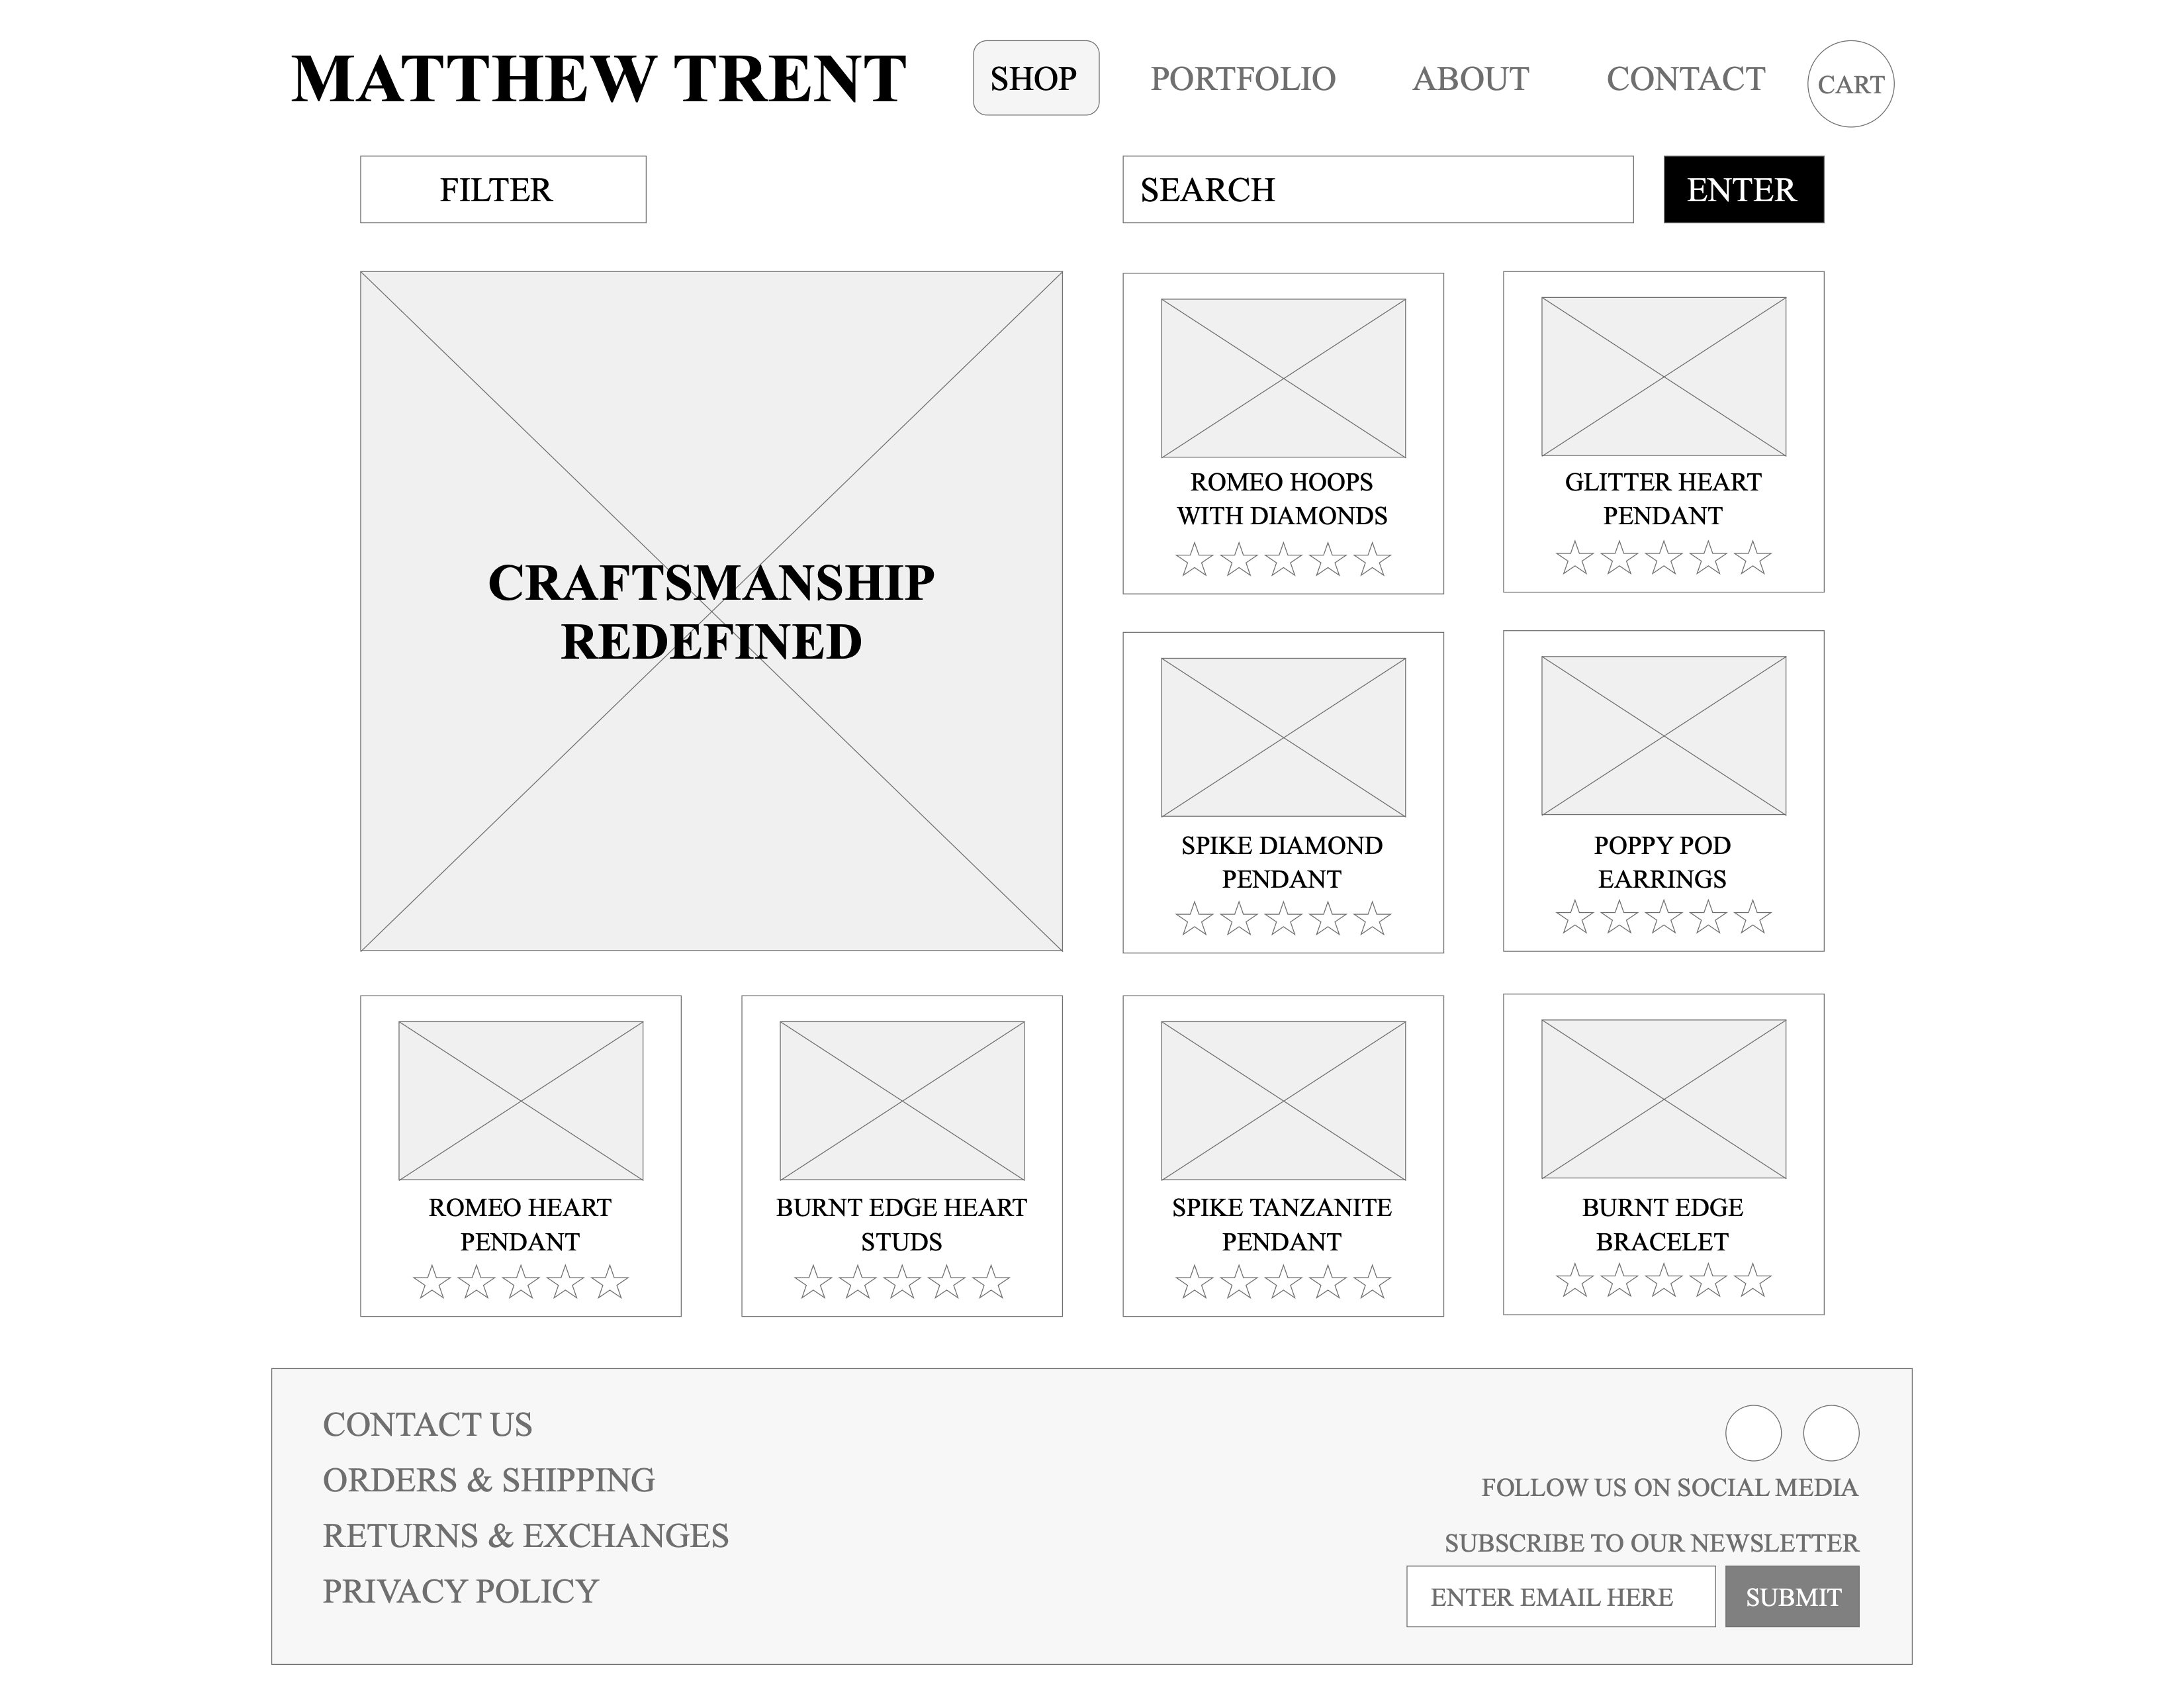 MATTHEW TRENT
SHOP
PORTFOLIO
ABOUT
CONTACT
CART
FILTER
SEARCH
ENTER
CRAFTSMANSHIP
REDEFINED
ROMEO HOOPS
WITH DIAMONDS
GLITTER HEART
PENDANT
SPIKE DIAMOND
PENDANT
POPPY POD
EARRINGS
ROMEO HEART
PENDANT
BURNT EDGE HEART
STUDS
SPIKE TANZANITE
PENDANT
BURNT EDGE
BRACELET
CONTACT US
ORDERS & SHIPPING
RETURNS & EXCHANGES
PRIVACY POLICY
FOLLOW US ON SOCIAL MEDIA
SUBSCRIBE TO OUR NEWSLETTER
ENTER EMAIL HERE
SUBMIT